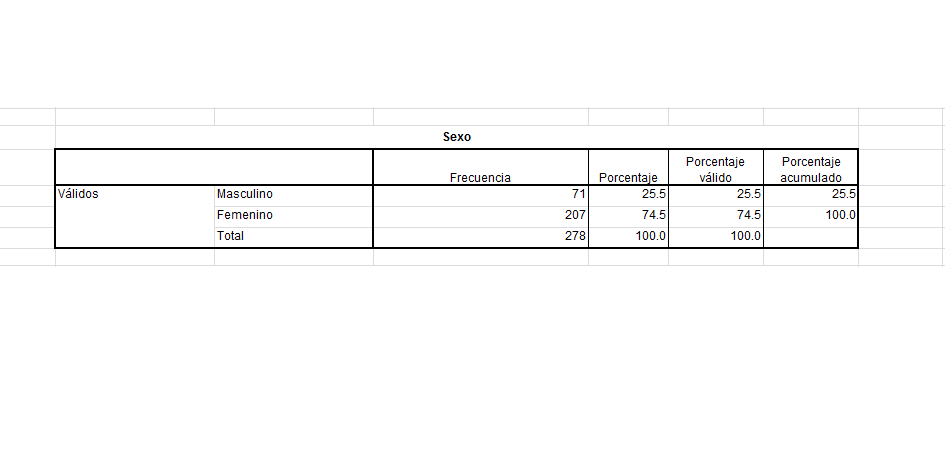 Sexo
Frecuencia Porcentaje Porcentaje válido Porcentaje acumulado
Válidos Masculino 71 25.5 25.5 25.5
Femenino 207 74.5 74.5 100.0
Total 278 100.0 100.0